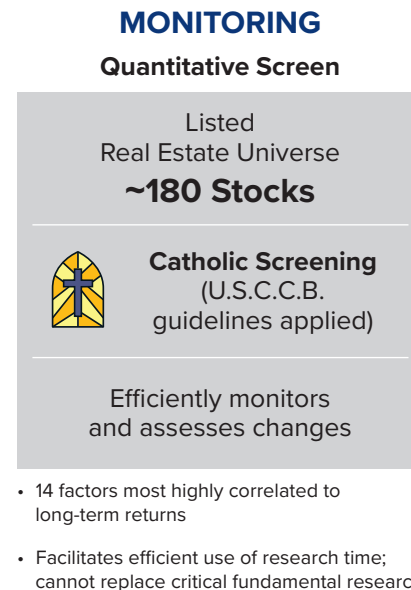 MONITORING
Quantitative Screen
Listed
Real Estate Universe
~180 Stocks
Catholic Screening
(U.S.C.C.B.
guidelines applied)
Efficiently monitors
and assesses changes
• 14 factors most highly correlated to
long-term returns
• Facilitates efficient use of research time;
cannot replace critical fundamental researc